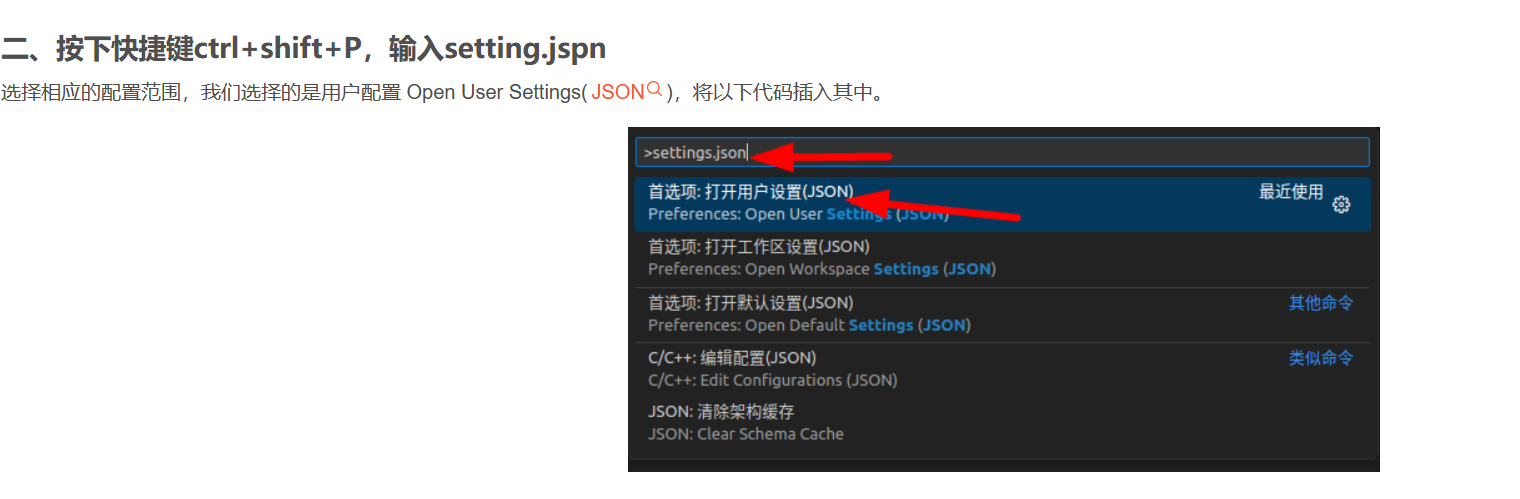 二、按下快捷键ctrl+shift+P，输入setting.jspn
选择相应的配置范围，我们选择的是用户配置 Open User Settings( JSON )，将以下代码插入其中。
>settings.json
首选项: 打开用户设置(JSON) 最近使用
Preferences: Open User Settings (JSON)
首选项: 打开工作区设置(JSON)
Preferences: Open Workspace Settings (JSON)
首选项: 打开默认设置(JSON) 其他命令
Preferences: Open Default Settings (JSON)
C/C++: 编辑配置(JSON) 类似命令
C/C++: Edit Configurations (JSON)
JSON: 清除架构缓存
JSON: Clear Schema Cache